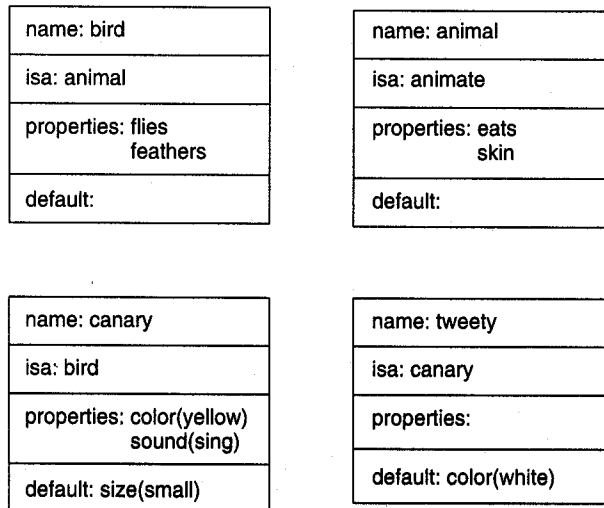 name: bird
isa: animal
properties: flies
feathers
default:
name: animal
isa: animate
properties: eats
skin
default:
name: canary
isa: bird
properties: color(yellow)
sound(sing)
default: size(small)
name: tweety
isa: canary
properties:
default: color(white)